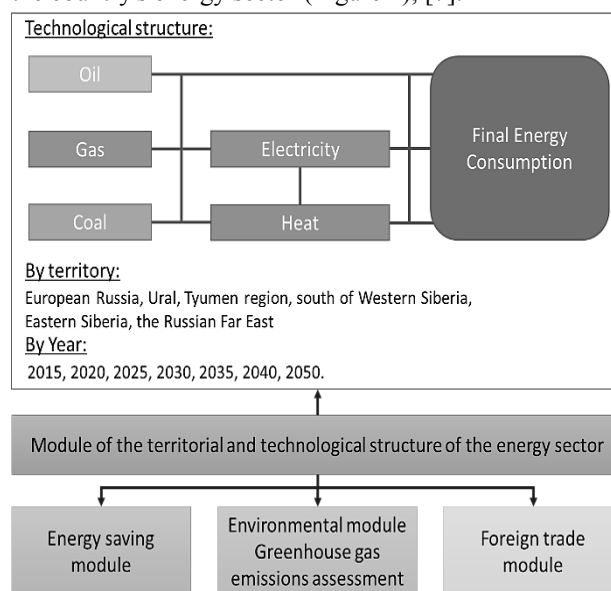 Technological structure:
Oil
Gas
Electricity
Coal
Heat
Final Energy
Consumption
By territory:
European Russia, Ural, Tyumen region, south of Western Siberia,
Eastern Siberia, the Russian Far East
By Year:
2015, 2020, 2025, 2030, 2035, 2040, 2050.
Module of the territorial and technological structure of the energy sector
Energy saving
module
Environmental module
Greenhouse gas
emissions assessment
Foreign trade
module